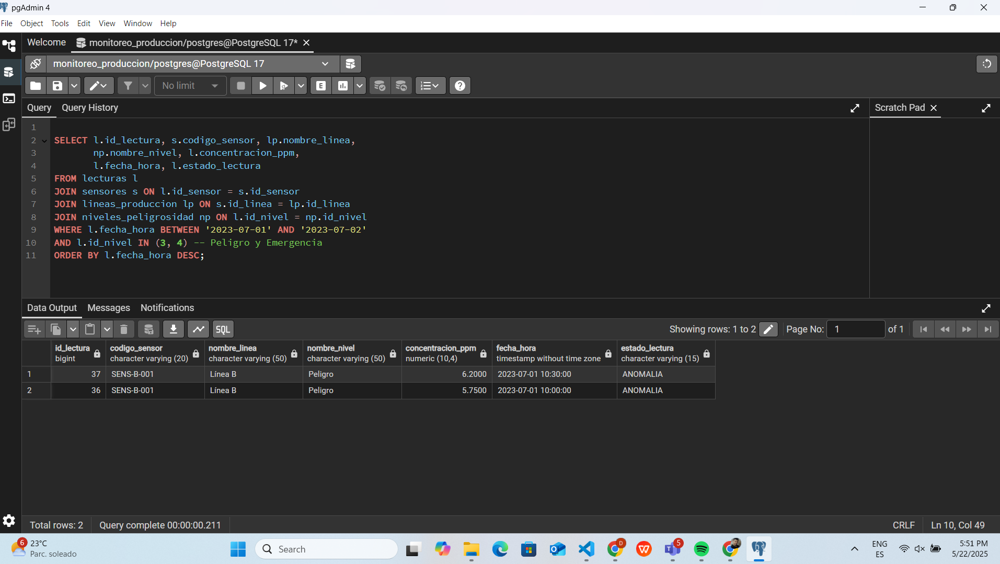 pgAdmin 4
File Object Tools Edit View Window Help
Welcome monitoreo_produccion/postgres@PostgreSQL 17*
monitoreo_produccion/postgres@PostgreSQL 17
No limit
E
Query Query History
Scratch Pad
1
2 SELECT l.id_lectura, s.codigo_sensor, lp.nombre_linea,
3 np.nombre_nivel, l.concentracion_ppm,
4 l.fecha_hora, l.estado_lectura
5 FROM lecturas l
6 JOIN sensores s ON l.id_sensor = s.id_sensor
7 JOIN lineas_produccion lp ON s.id_linea = lp.id_linea
8 JOIN niveles_peligrosidad np ON l.id_nivel = np.id_nivel
9 WHERE l.fecha_hora BETWEEN '2023-07-01' AND '2023-07-02'
10 AND l.id_nivel IN (3, 4) -- Peligro y Emergencia
11 ORDER BY l.fecha_hora DESC;
Data Output Messages Notifications
SQL
Showing rows: 1 to 2 Page No: 1 of 1
id_lectura codigo_sensor nombre_linea nombre_nivel concentracion_ppm fecha_hora estado_lectura
bigint character varying (20) character varying (50) character varying (50) numeric (10,4) timestamp without time zone character varying (15)
1 37 SENS-B-001 Línea B Peligro 6.2000 2023-07-01 10:30:00 ANOMALIA
2 36 SENS-B-001 Línea B Peligro 5.7500 2023-07-01 10:00:00 ANOMALIA
Total rows: 2 Query complete 00:00:00.211
CRLF Ln 10, Col 49
6 23°C
Parc. soleado
Search
D
W
5
ENG
ES
5:51 PM
5/22/2025